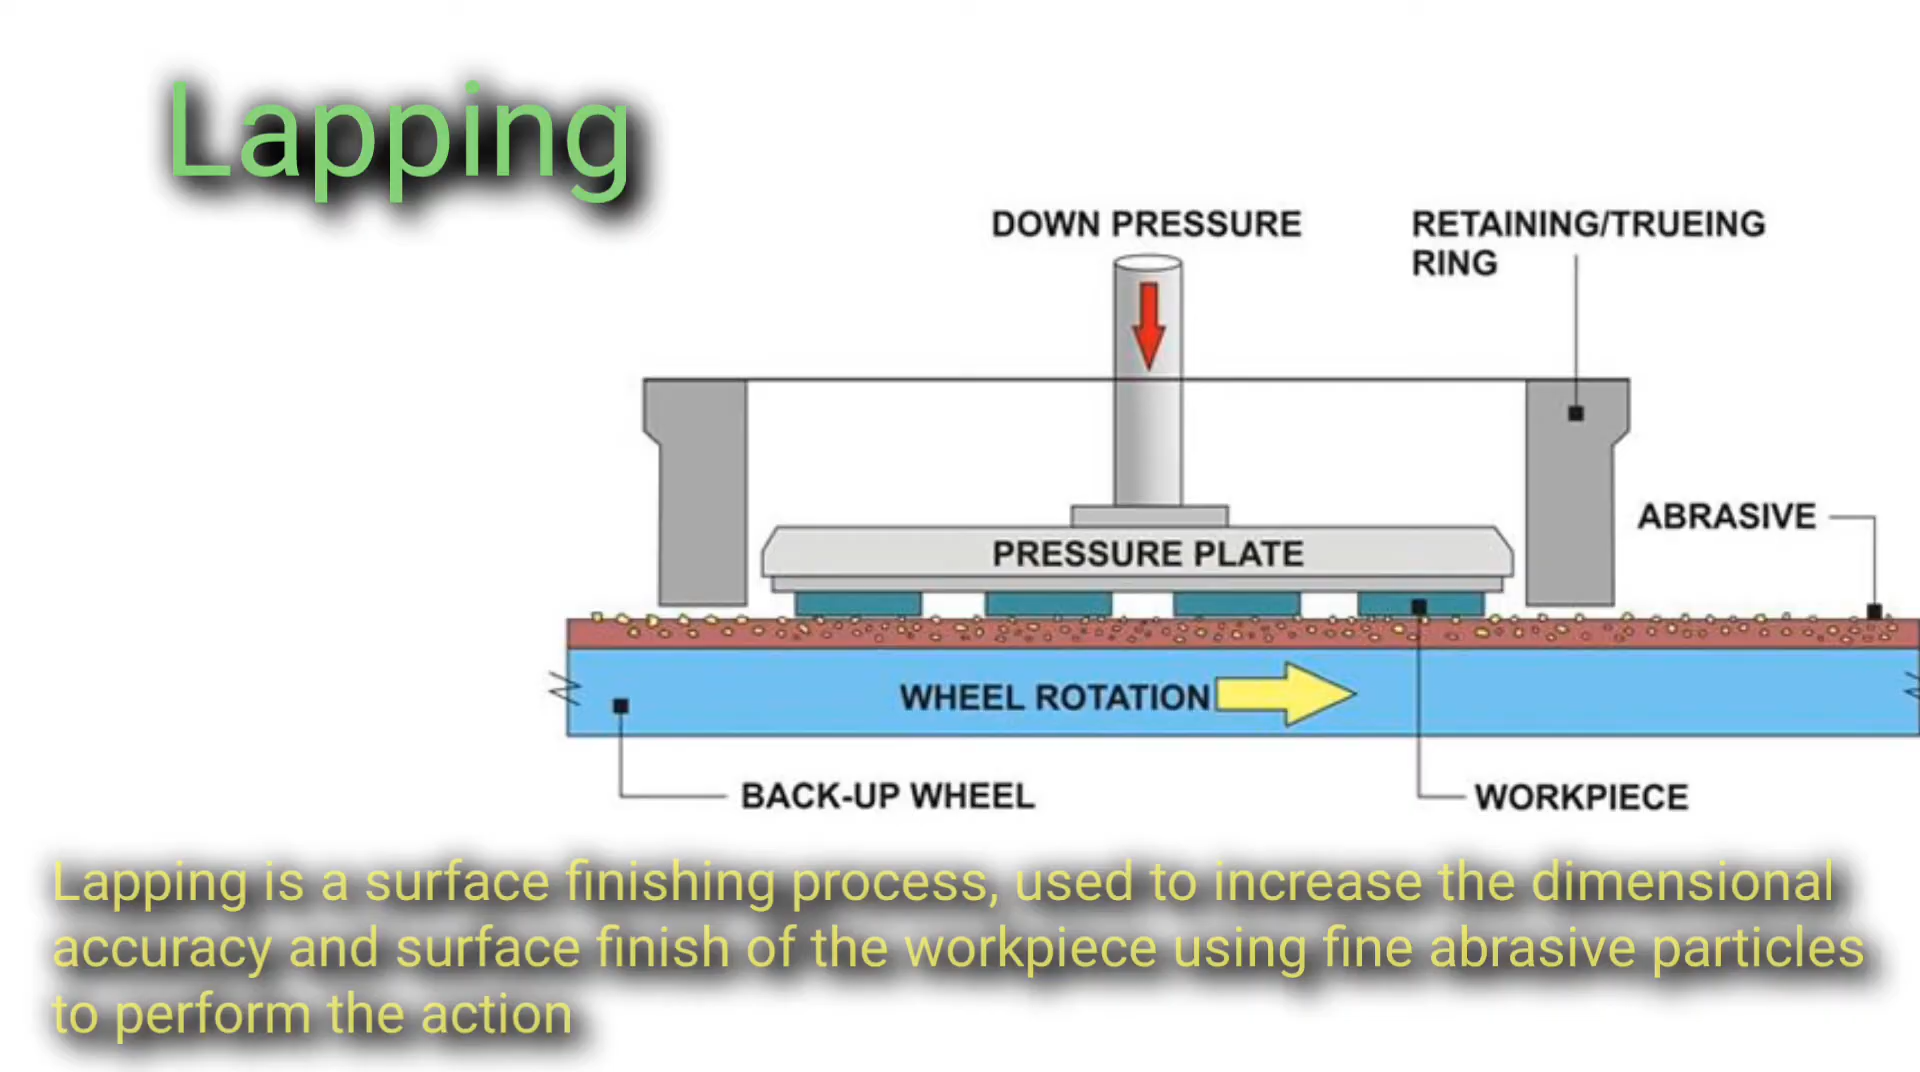 Lapping
DOWN PRESSURE
RETAINING/TRUEING
RING
ABRASIVE
PRESSURE PLATE
WHEEL ROTATION
BACK-UP WHEEL
WORKPIECE
Lapping is a surface finishing process, used to increase the dimensional
accuracy and surface finish of the workpiece using fine abrasive particles
to perform the action